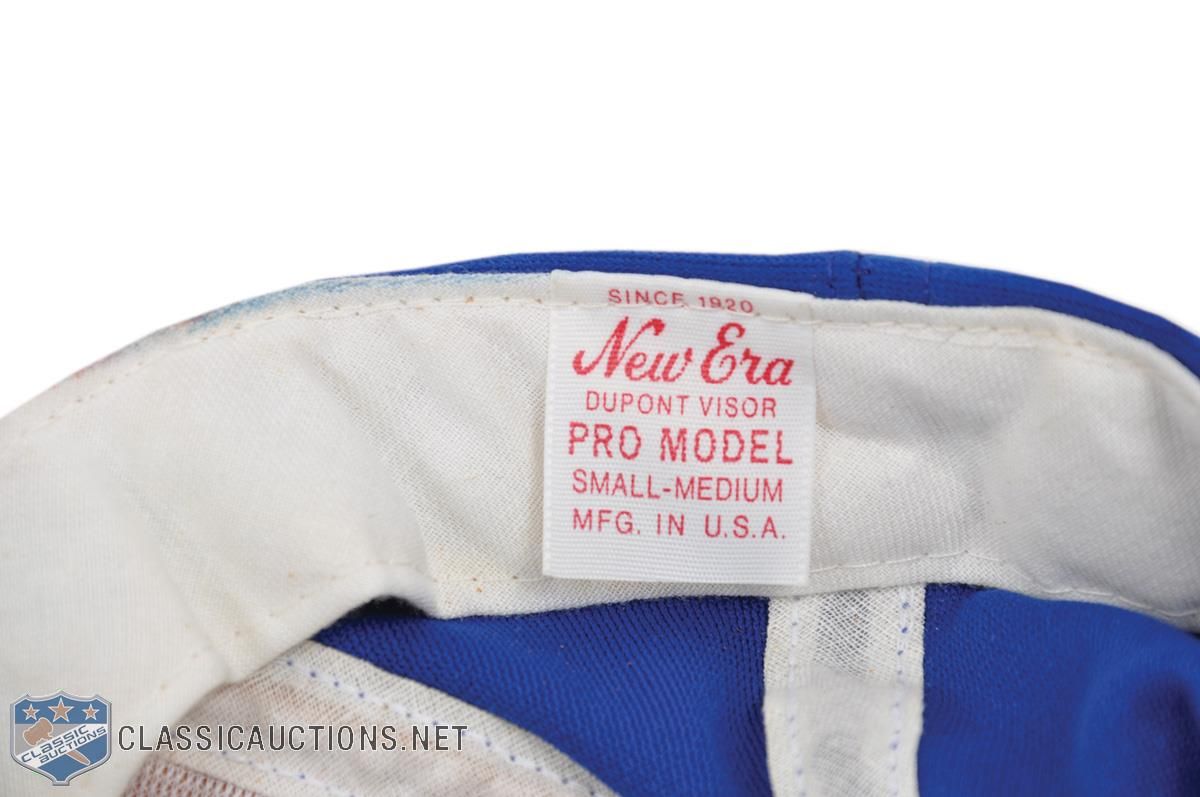 SINCE 1920
New Era
DUPONT VISOR
PRO MODEL
SMALL-MEDIUM
MFG. IN U.S.A.
CLASSIC
AUCTIONS
CLASSICAUCTIONS.NET